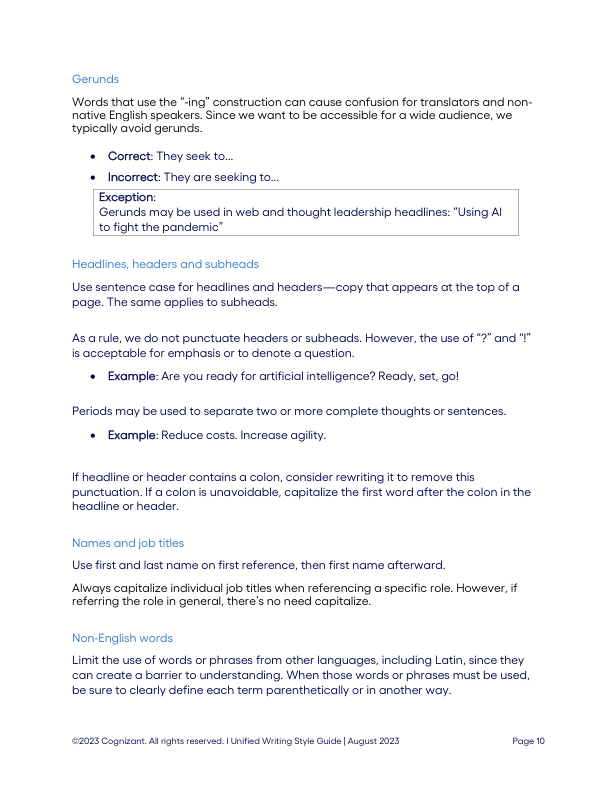 Gerunds
Words that use the “-ing” construction can cause confusion for translators and non-
native English speakers. Since we want to be accessible for a wide audience, we
typically avoid gerunds.
• Correct: They seek to…
• Incorrect: They are seeking to…
Exception:
Gerunds may be used in web and thought leadership headlines: “Using AI
to fight the pandemic”
Headlines, headers and subheads
Use sentence case for headlines and headers—copy that appears at the top of a
page. The same applies to subheads.
As a rule, we do not punctuate headers or subheads. However, the use of “?” and “!”
is acceptable for emphasis or to denote a question.
• Example: Are you ready for artificial intelligence? Ready, set, go!
Periods may be used to separate two or more complete thoughts or sentences.
• Example: Reduce costs. Increase agility.
If headline or header contains a colon, consider rewriting it to remove this
punctuation. If a colon is unavoidable, capitalize the first word after the colon in the
headline or header.
Names and job titles
Use first and last name on first reference, then first name afterward.
Always capitalize individual job titles when referencing a specific role. However, if
referring the role in general, there’s no need capitalize.
Non-English words
Limit the use of words or phrases from other languages, including Latin, since they
can create a barrier to understanding. When those words or phrases must be used,
be sure to clearly define each term parenthetically or in another way.
©2023 Cognizant. All rights reserved. I Unified Writing Style Guide | August 2023 Page 10